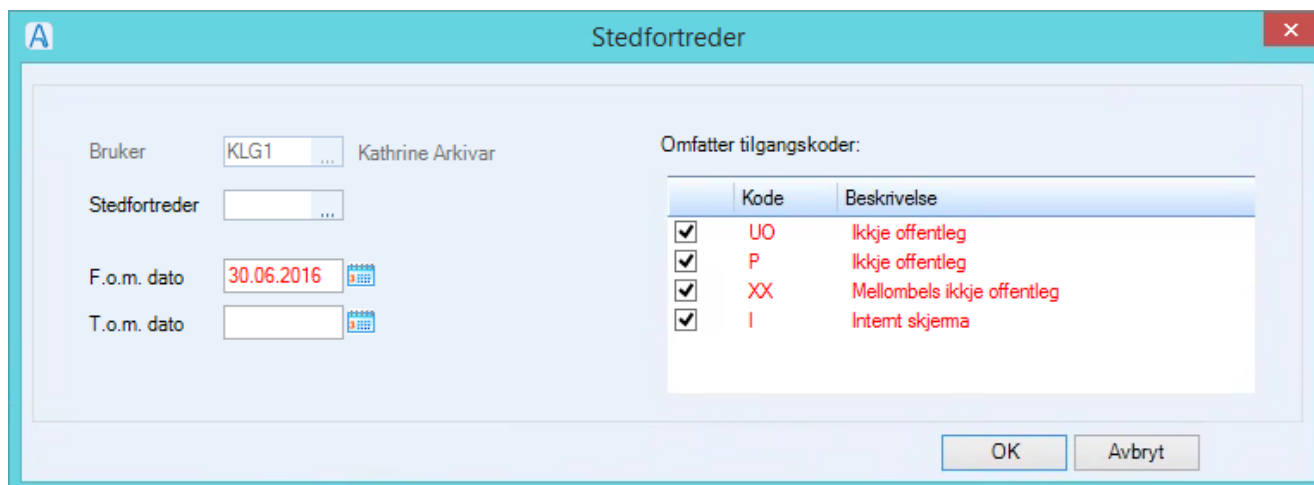 Stedfortreder
Bruker KLG1 ... Kathrine Arkivar
Stedfortreder ...
F.o.m. dato 30.06.2016
T.o.m. dato
Omfatter tilgangskoder:
Kode Beskrivelse
UO Ikkje offentleg
P Ikkje offentleg
XX Mellombels ikkje offentleg
I Internt skjerma
OK Avbryt